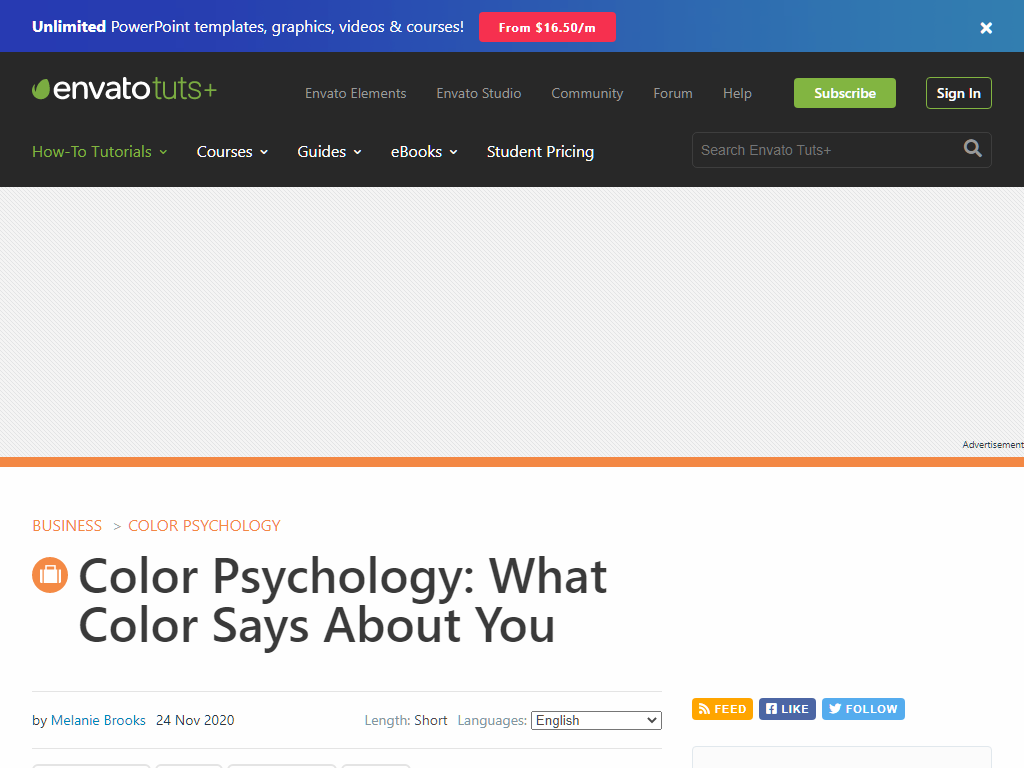 Unlimited PowerPoint templates, graphics, videos & courses! From $16.50/m
envatotuts+
Envato Elements Envato Studio Community Forum Help Subscribe Sign In
How-To Tutorials Courses Guides eBooks Student Pricing
Search Envato Tuts+
Advertisement
BUSINESS > COLOR PSYCHOLOGY
Color Psychology: What
Color Says About You
by Melanie Brooks 24 Nov 2020 Length: Short Languages: English
FEED LIKE FOLLOW